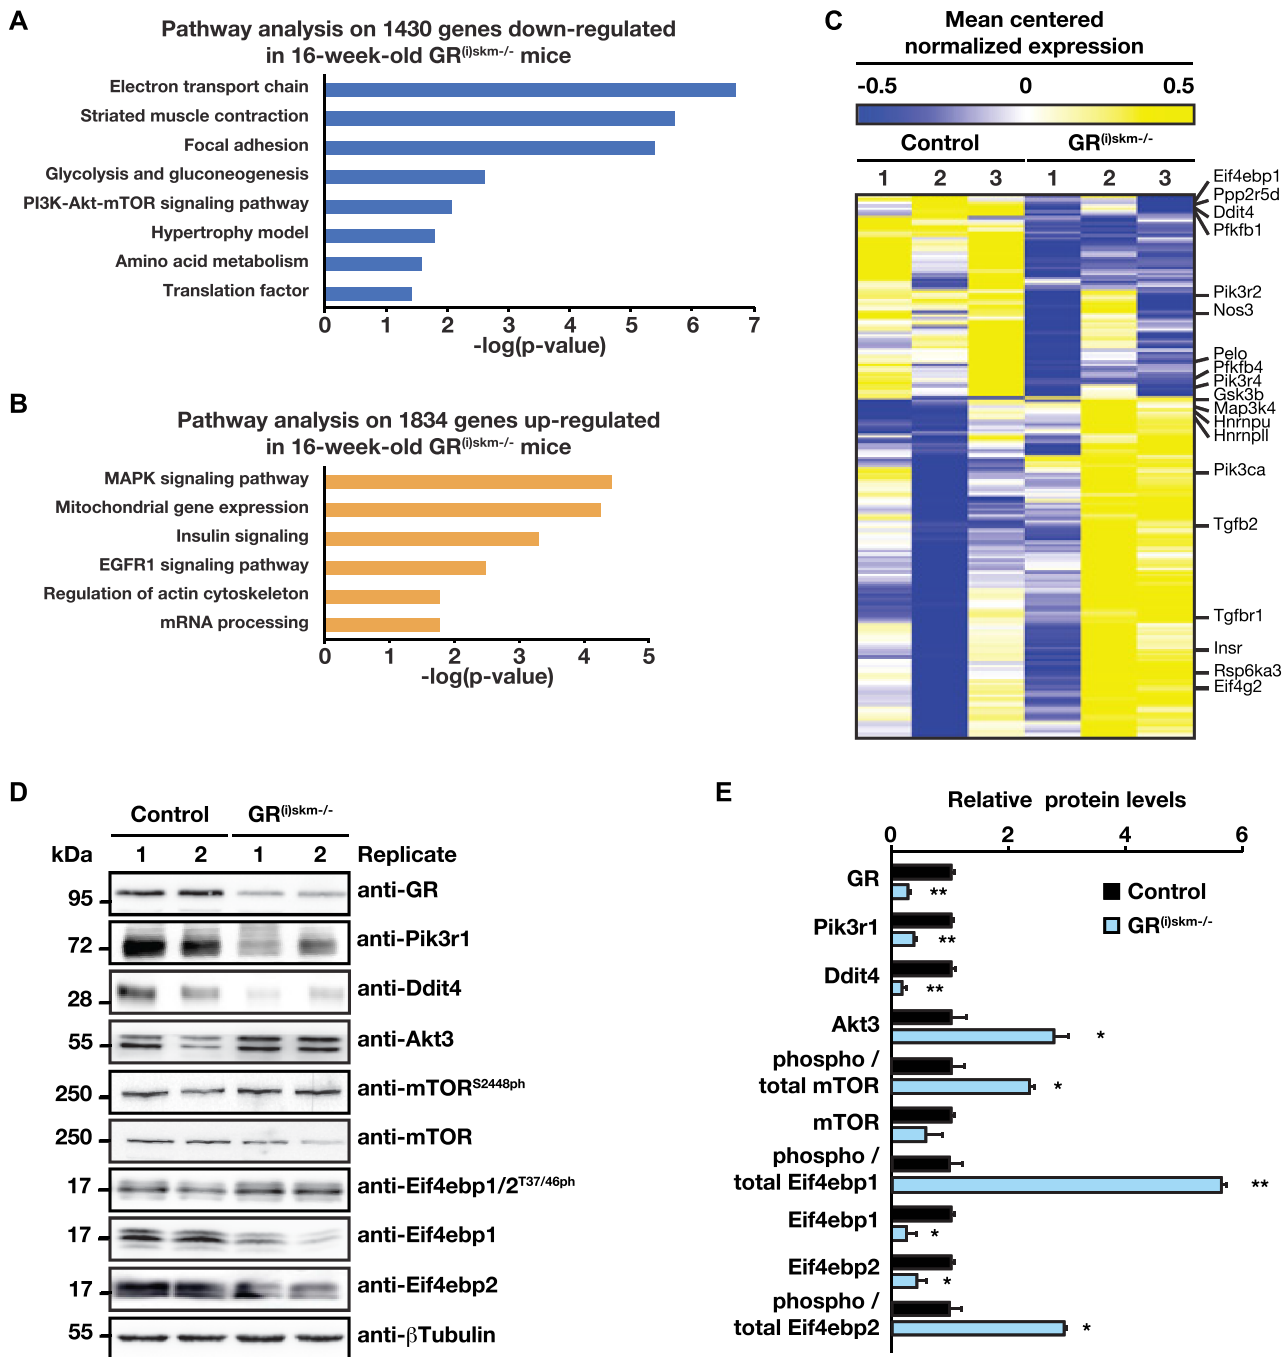 A
Pathway analysis on 1430 genes down-regulated
in 16-week-old GR(i)skm-/- mice
Electron transport chain
Striated muscle contraction
Focal adhesion
Glycolysis and gluconeogenesis
PI3K-Akt-mTOR signaling pathway
Hypertrophy model
Amino acid metabolism
Translation factor
0 1 2 3 4 5 6 7
-log(p-value)
B
Pathway analysis on 1834 genes up-regulated
in 16-week-old GR(i)skm-/- mice
MAPK signaling pathway
Mitochondrial gene expression
Insulin signaling
EGFR1 signaling pathway
Regulation of actin cytoskeleton
mRNA processing
0 1 2 3 4 5
-log(p-value)
C
Mean centered
normalized expression
-0.5 0 0.5
Control GR(i)skm-/-
1 2 3 1 2 3
Eif4ebp1
Ppp2r5d
Ddit4
Pfkfb1
Pik3r2
Nos3
Pelo
Pfkfb4
Pik3r4
Gsk3b
Map3k4
Hnrnpu
Hnrnpll
Pik3ca
Tgfb2
Tgfbr1
Insr
Rsp6ka3
Eif4g2
D
Control GR(i)skm-/-
kDa 1 2 1 2 Replicate
95 anti-GR
72 anti-Pik3r1
28 anti-Ddit4
55 anti-Akt3
250 anti-mTORS2448ph
250 anti-mTOR
17 anti-Eif4ebp1/2T37/46ph
17 anti-Eif4ebp1
17 anti-Eif4ebp2
55 anti-βTubulin
E
Relative protein levels
0 2 4 6
Control
GR(i)skm-/-
GR
**
Pik3r1
**
Ddit4
**
Akt3
*
phospho /
total mTOR
*
mTOR
phospho /
total Eif4ebp1
**
Eif4ebp1
*
Eif4ebp2
*
phospho /
total Eif4ebp2
*